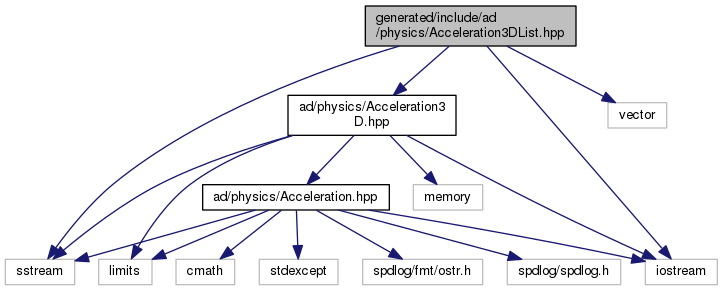 generated/include/ad
/physics/Acceleration3DList.hpp
ad/physics/Acceleration3
D.hpp
vector
ad/physics/Acceleration.hpp
memory
sstream
limits
cmath
stdexcept
spdlog/fmt/ostr.h
spdlog/spdlog.h
iostream